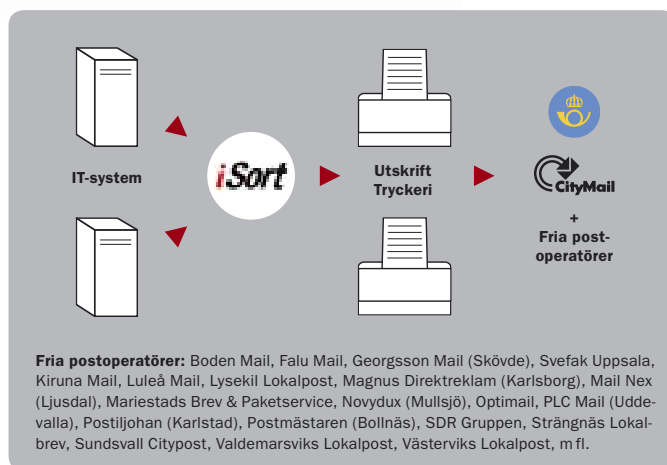 IT-system
iSort
Utskrift
Tryckeri
CityMail
+
Fria post-
operatörer
Fria postoperatörer: Boden Mail, Falu Mail, Georgsson Mail (Skövde), Svefak Uppsala,
Kiruna Mail, Luleå Mail, Lysekil Lokalpost, Magnus Direktreklam (Karlsborg), Mail Nex
(Ljusdal), Mariestads Brev & Paketservice, Novydux (Mullsjö), Optimail, PLC Mail (Udde-
valla), Postiljohan (Karlstad), Postmästaren (Bollnäs), SDR Gruppen, Strängnäs Lokal-
brev, Sundsvall Citypost, Valdemarsviks Lokalpost, Västerviks Lokalpost, m fl.